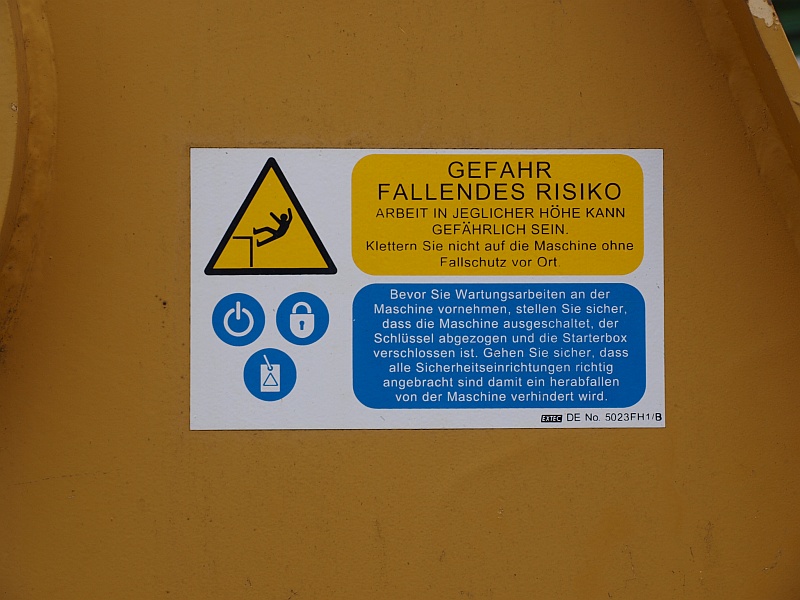 GEFAHR
FALLENDES RISIKO
ARBEIT IN JEGLICHER HÖHE KANN
GEFÄHRLICH SEIN.
Klettern Sie nicht auf die Maschine ohne
Fallschutz vor Ort.
Bevor Sie Wartungsarbeiten an der
Maschine vornehmen, stellen Sie sicher,
dass die Maschine ausgeschaltet, der
Schlüssel abgezogen und die Starterbox
verschlossen ist. Gehen Sie sicher, dass
alle Sicherheitseinrichtungen richtig
angebracht sind damit ein herabfallen
von der Maschine verhindert wird.
EXTEC DE No. 5023FH1/B